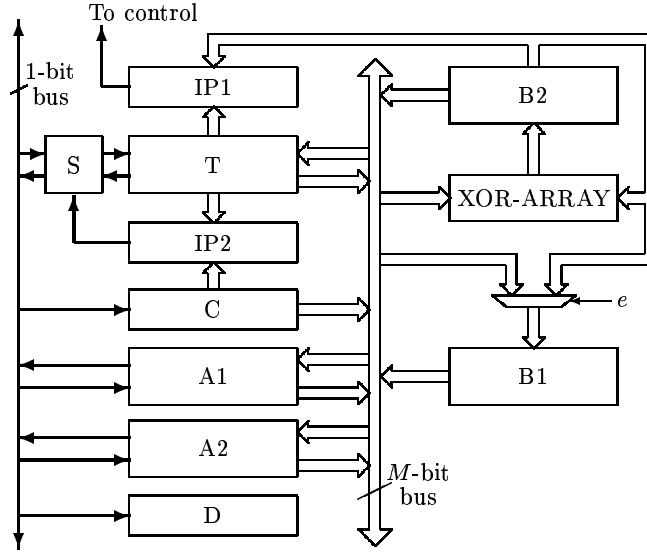 To control
1-bit
bus
IP1
B2
S
T
XOR-ARRAY
IP2
C
e
A1
B1
A2
M-bit
bus
D